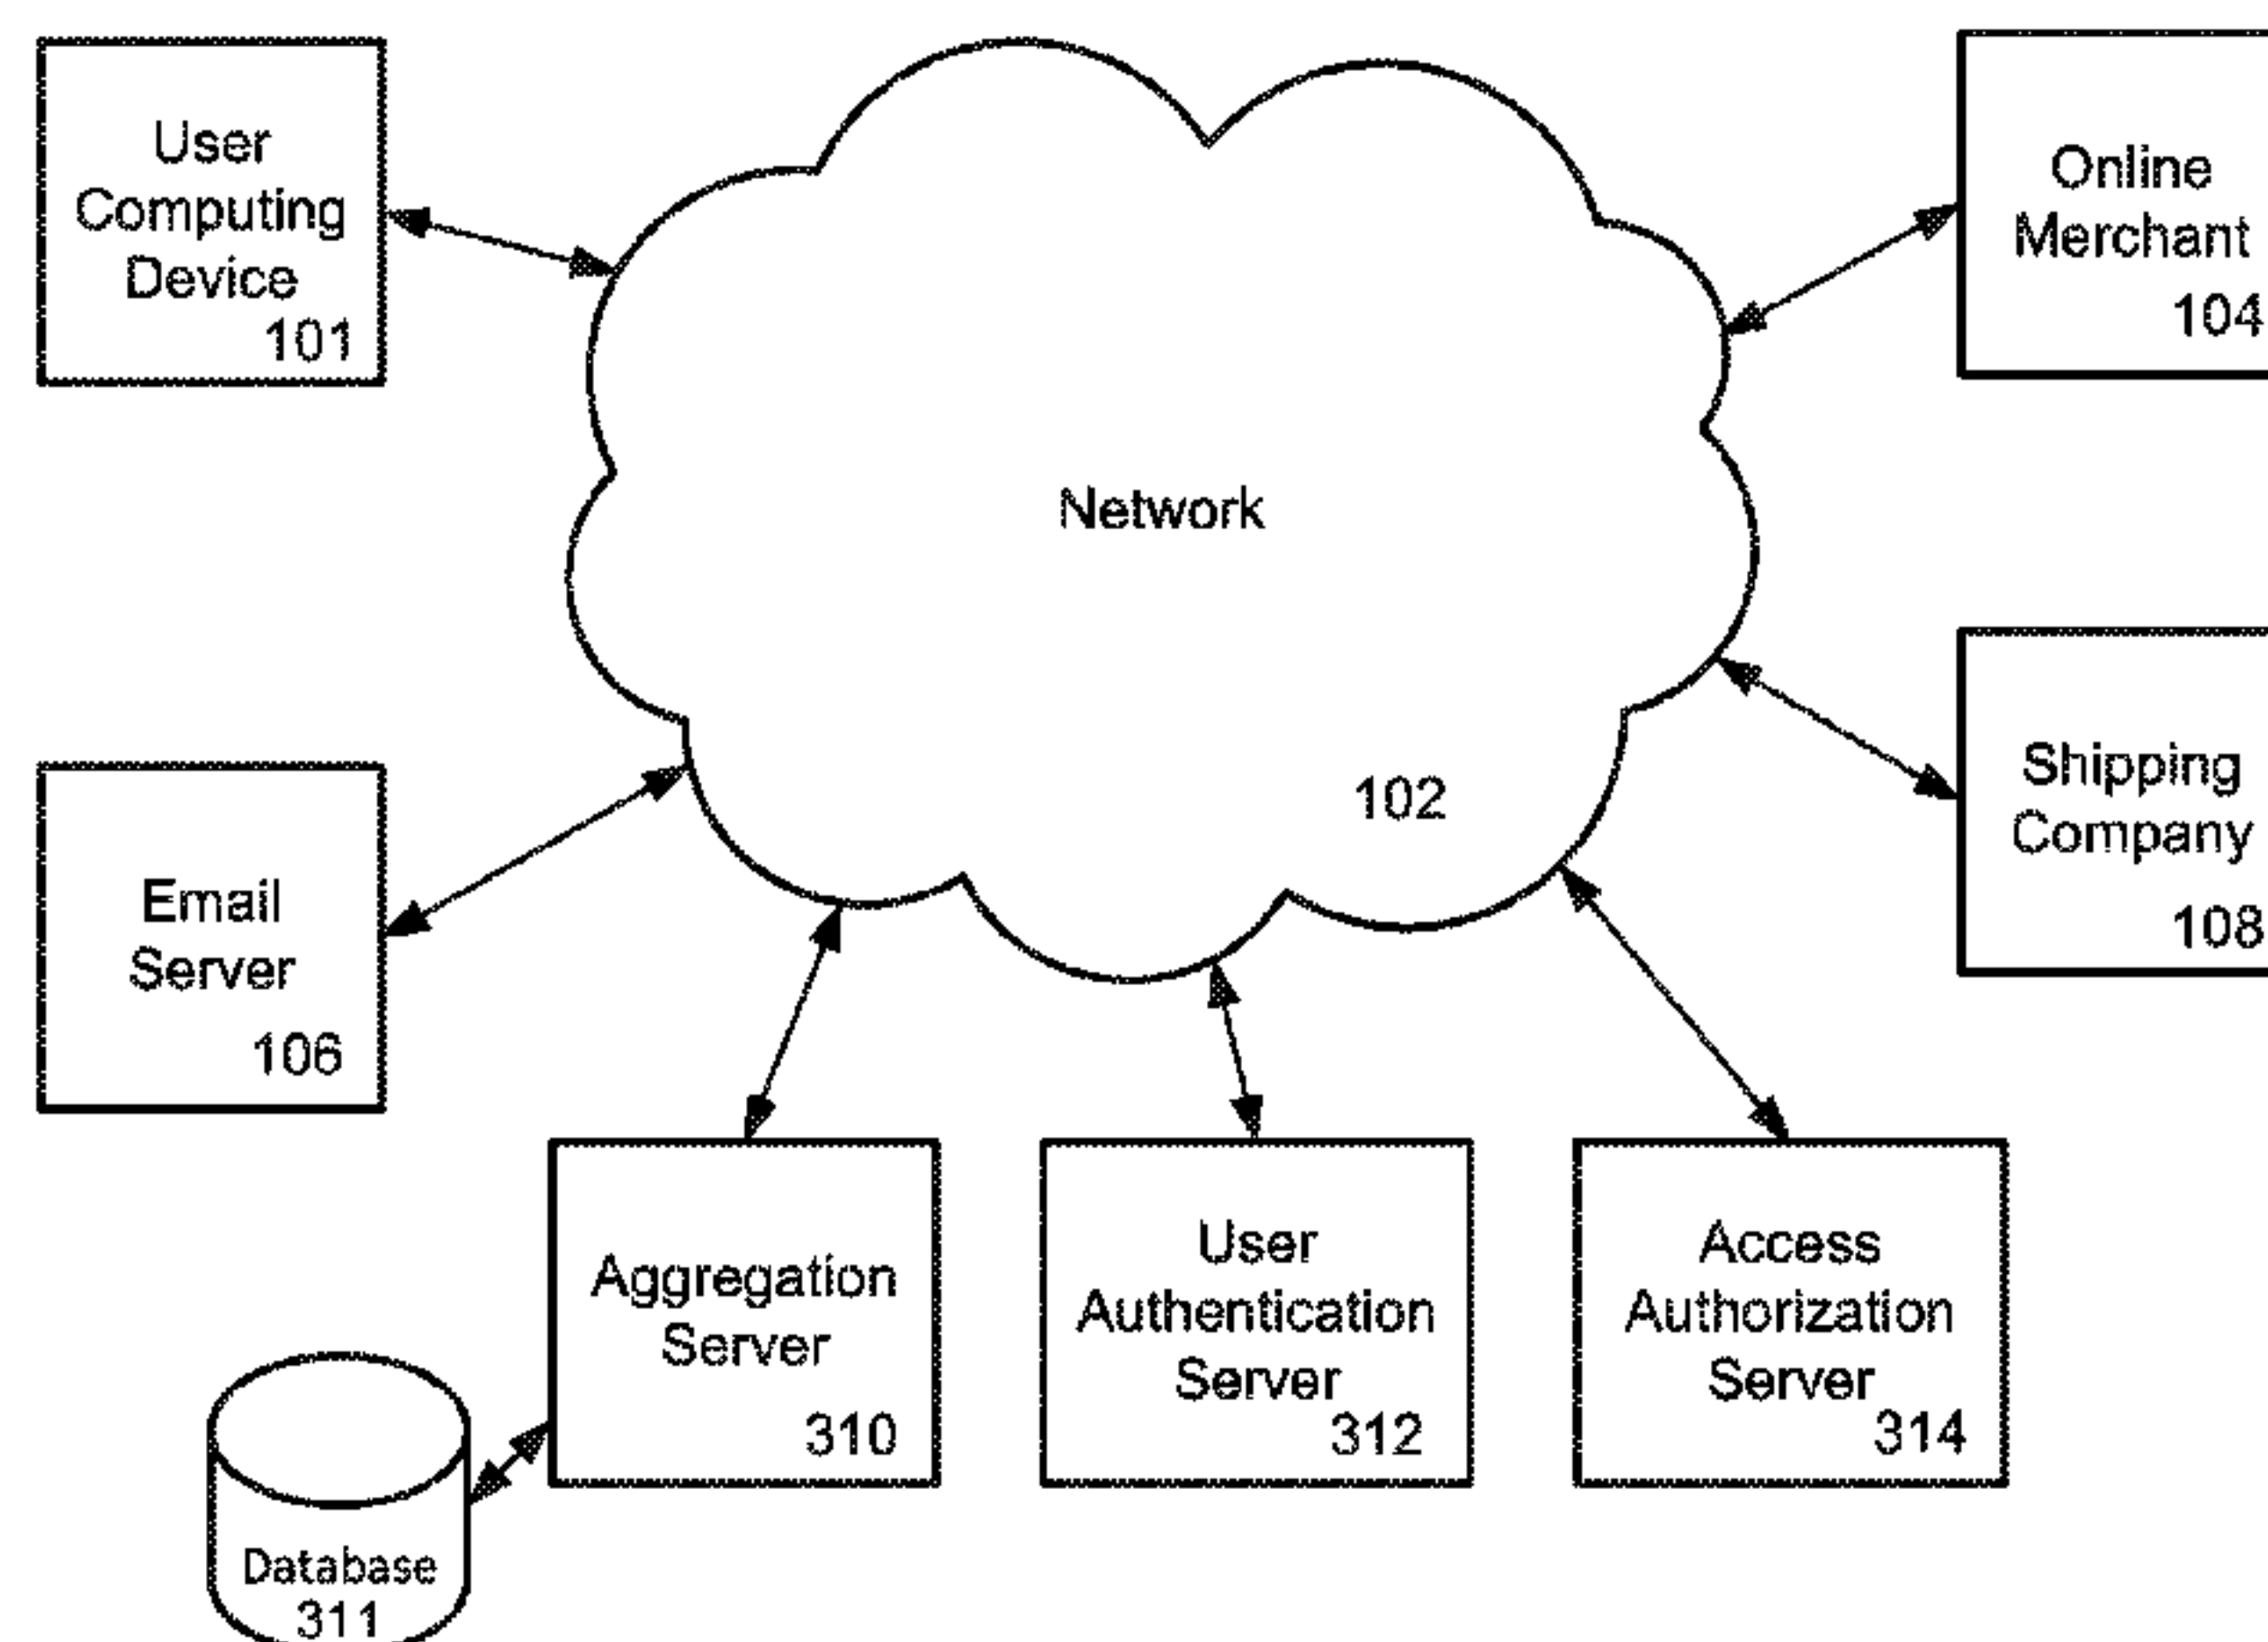 User
Computing
Device
101
Online
Merchant
104
Network
102
Shipping
Company
108
Email
Server
106
Aggregation
Server
310
User
Authentication
Server
312
Access
Authorization
Server
314
Database
311